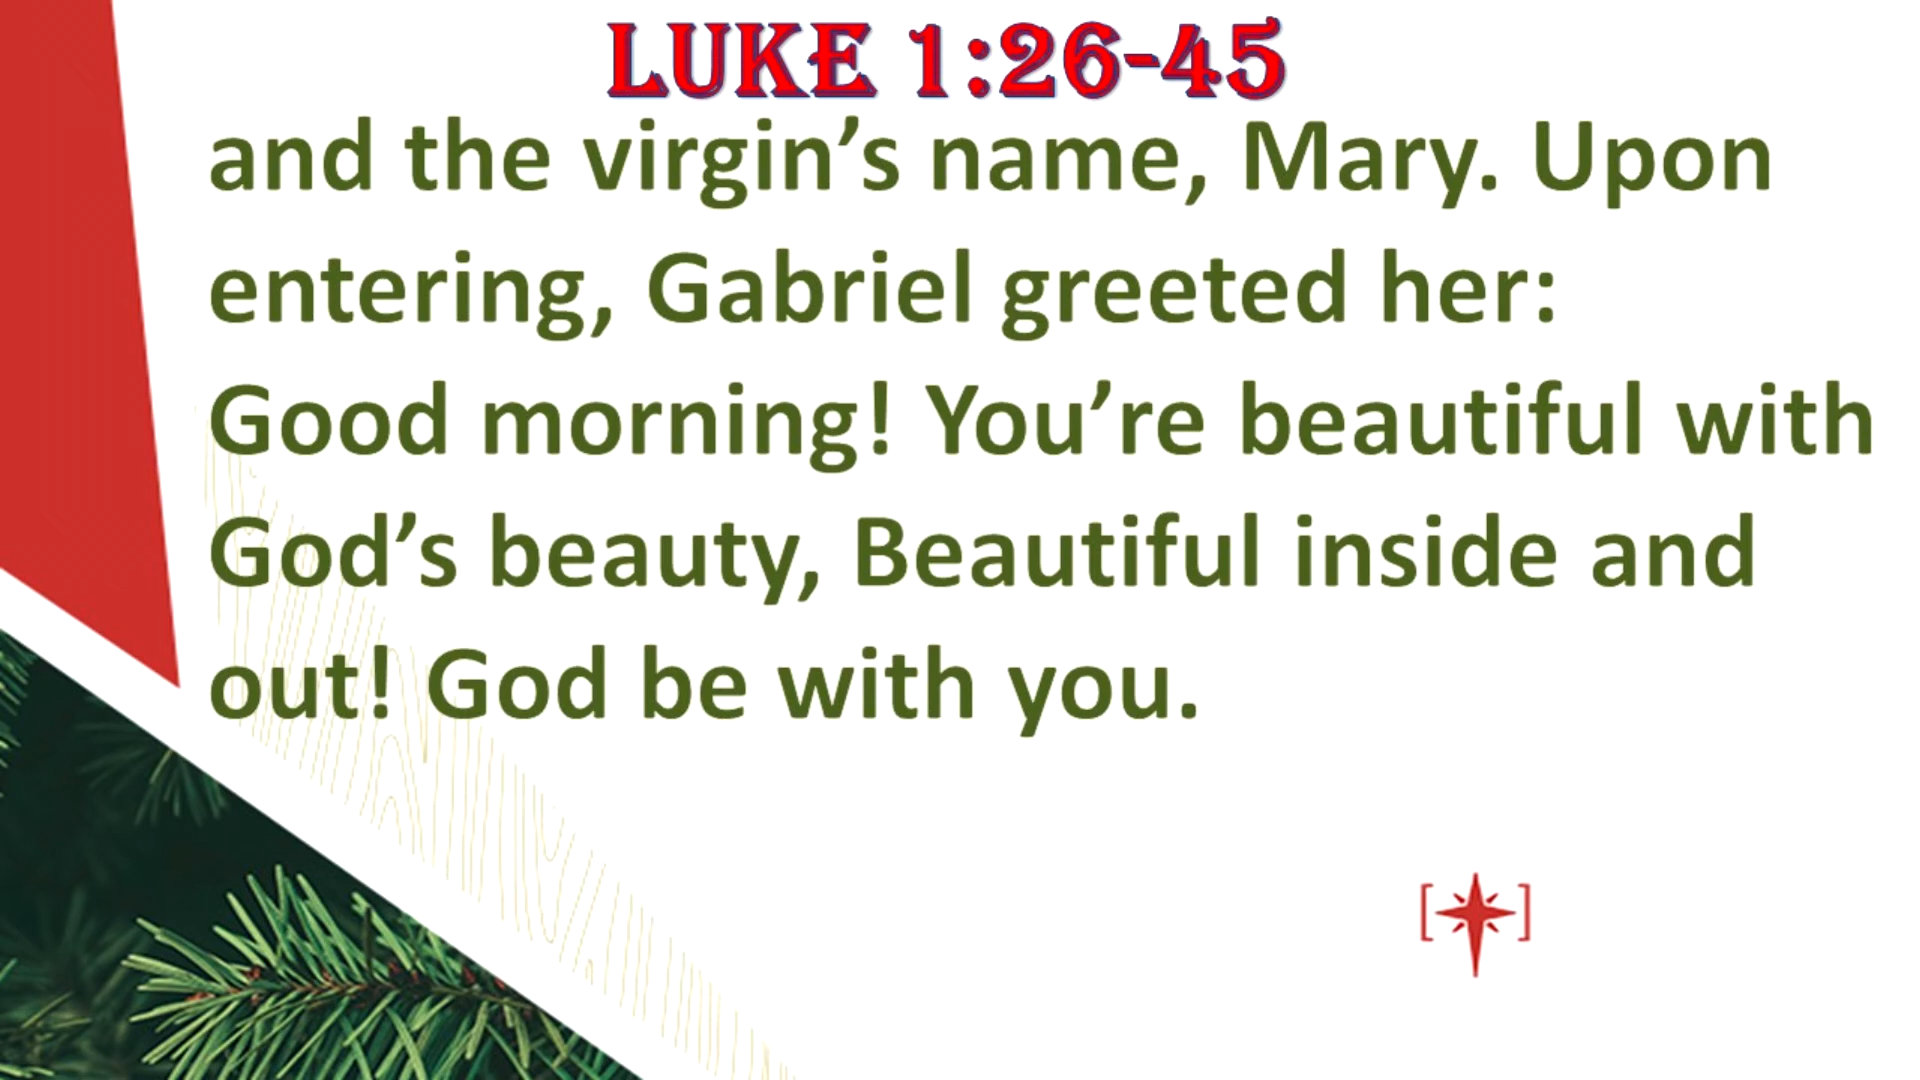 LUKE 1:26-45
and the virgin’s name, Mary. Upon
entering, Gabriel greeted her:
Good morning! You’re beautiful with
God’s beauty, Beautiful inside and
out! God be with you.